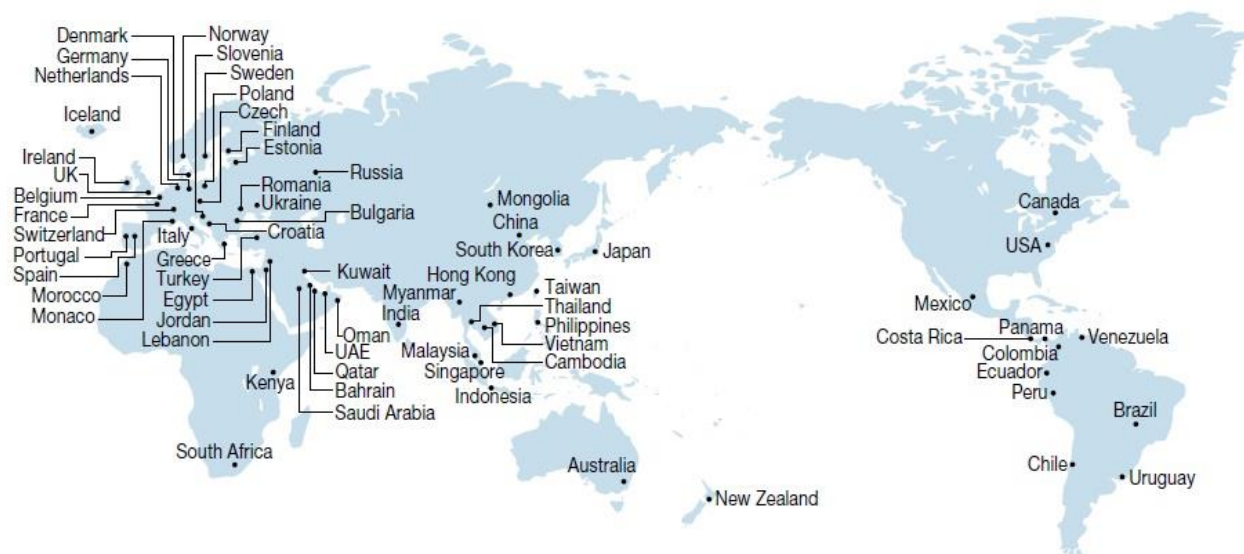 Denmark
Norway
Germany
Slovenia
Netherlands
Sweden
Poland
Czech
Iceland
Finland
Estonia
Ireland
UK
Russia
Belgium
Romania
Ukraine
France
Bulgaria
Switzerland
Italy
Croatia
Portugal
Greece
Spain
Turkey
Morocco
Egypt
Monaco
Jordan
Lebanon
Kuwait
Oman
UAE
Qatar
Bahrain
Saudi Arabia
Kenya
South Africa
Mongolia
China
South Korea
Japan
Hong Kong
Taiwan
Myanmar
India
Thailand
Philippines
Vietnam
Cambodia
Malaysia
Singapore
Indonesia
Australia
New Zealand
Canada
USA
Mexico
Costa Rica
Panama
Venezuela
Colombia
Ecuador
Peru
Brazil
Chile
Uruguay